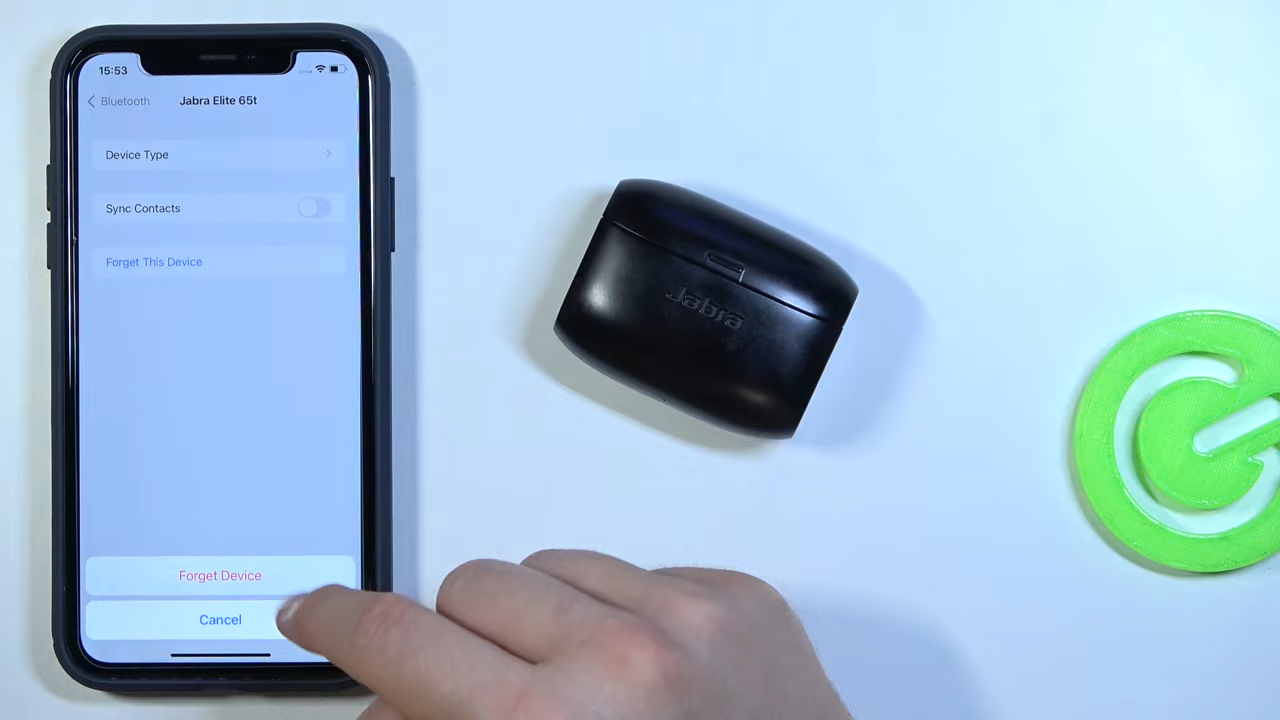 15:53
Bluetooth
Jabra Elite 65t
Device Type
Sync Contacts
Forget This Device
Forget Device
Cancel
Jabra